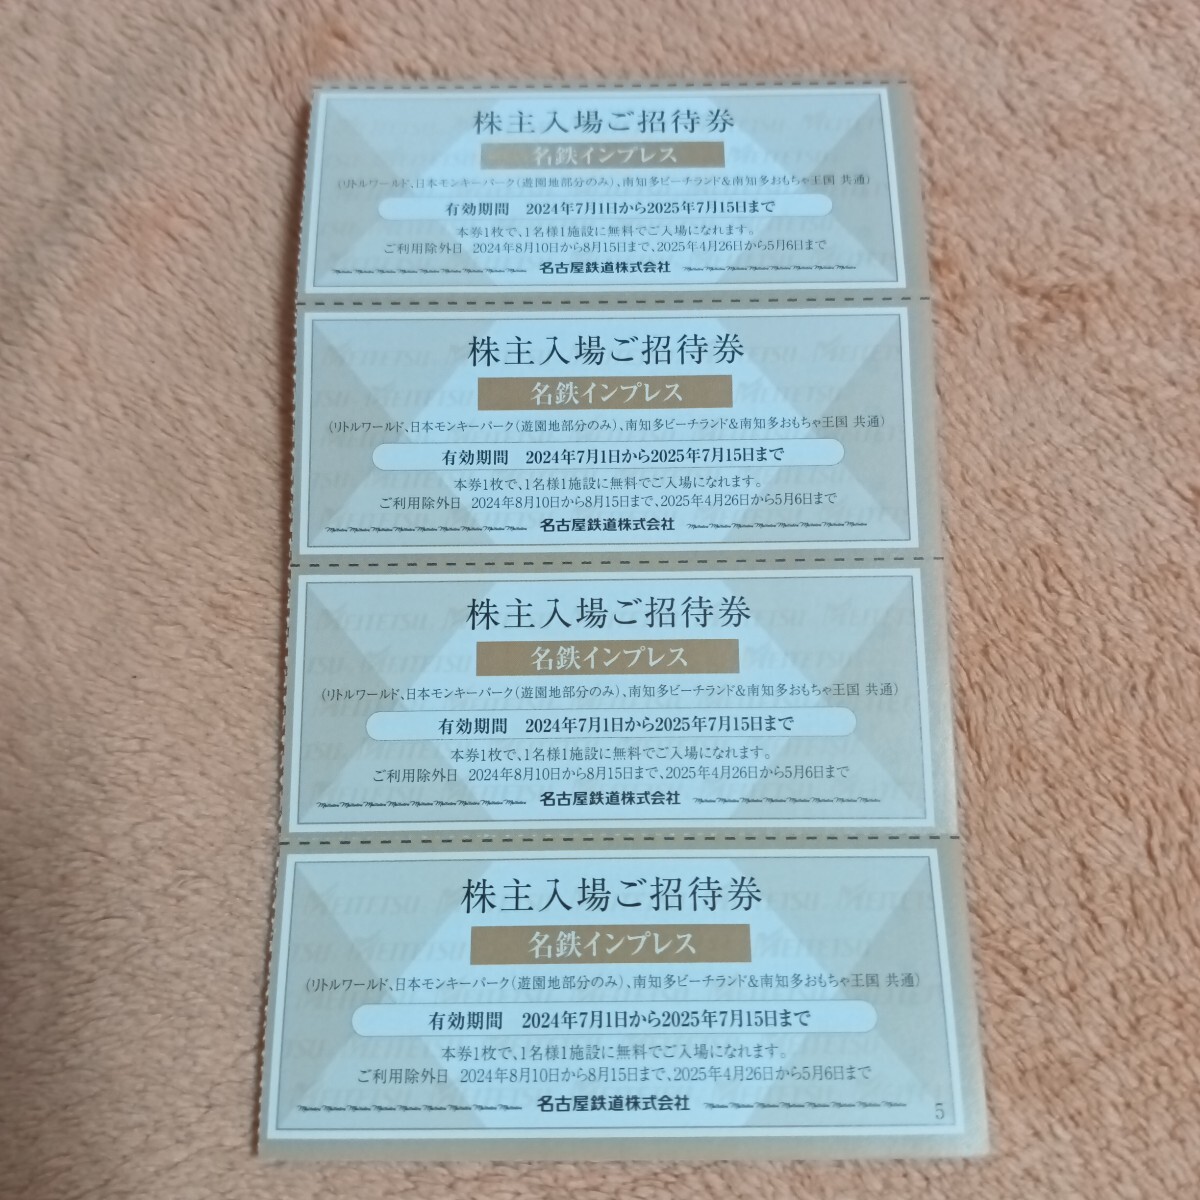 株主入場ご招待券
名鉄インプレス
(リトルワールド、日本モンキーパーク(遊園地部分のみ)、南知多ビーチランド&南知多おもちゃ王国 共通)
有効期間 2024年7月1日から2025年7月15日まで
本券1枚で、1名様1施設に無料でご入場になれます。
ご利用除外日 2024年8月10日から8月15日まで、2025年4月26日から5月6日まで
名古屋鉄道株式会社
株主入場ご招待券
名鉄インプレス
(リトルワールド、日本モンキーパーク(遊園地部分のみ)、南知多ビーチランド&南知多おもちゃ王国 共通)
有効期間 2024年7月1日から2025年7月15日まで
本券1枚で、1名様1施設に無料でご入場になれます。
ご利用除外日 2024年8月10日から8月15日まで、2025年4月26日から5月6日まで
名古屋鉄道株式会社
株主入場ご招待券
名鉄インプレス
(リトルワールド、日本モンキーパーク(遊園地部分のみ)、南知多ビーチランド&南知多おもちゃ王国 共通)
有効期間 2024年7月1日から2025年7月15日まで
本券1枚で、1名様1施設に無料でご入場になれます。
ご利用除外日 2024年8月10日から8月15日まで、2025年4月26日から5月6日まで
名古屋鉄道株式会社
株主入場ご招待券
名鉄インプレス
(リトルワールド、日本モンキーパーク(遊園地部分のみ)、南知多ビーチランド&南知多おもちゃ王国 共通)
有効期間 2024年7月1日から2025年7月15日まで
本券1枚で、1名様1施設に無料でご入場になれます。
ご利用除外日 2024年8月10日から8月15日まで、2025年4月26日から5月6日まで
名古屋鉄道株式会社
5